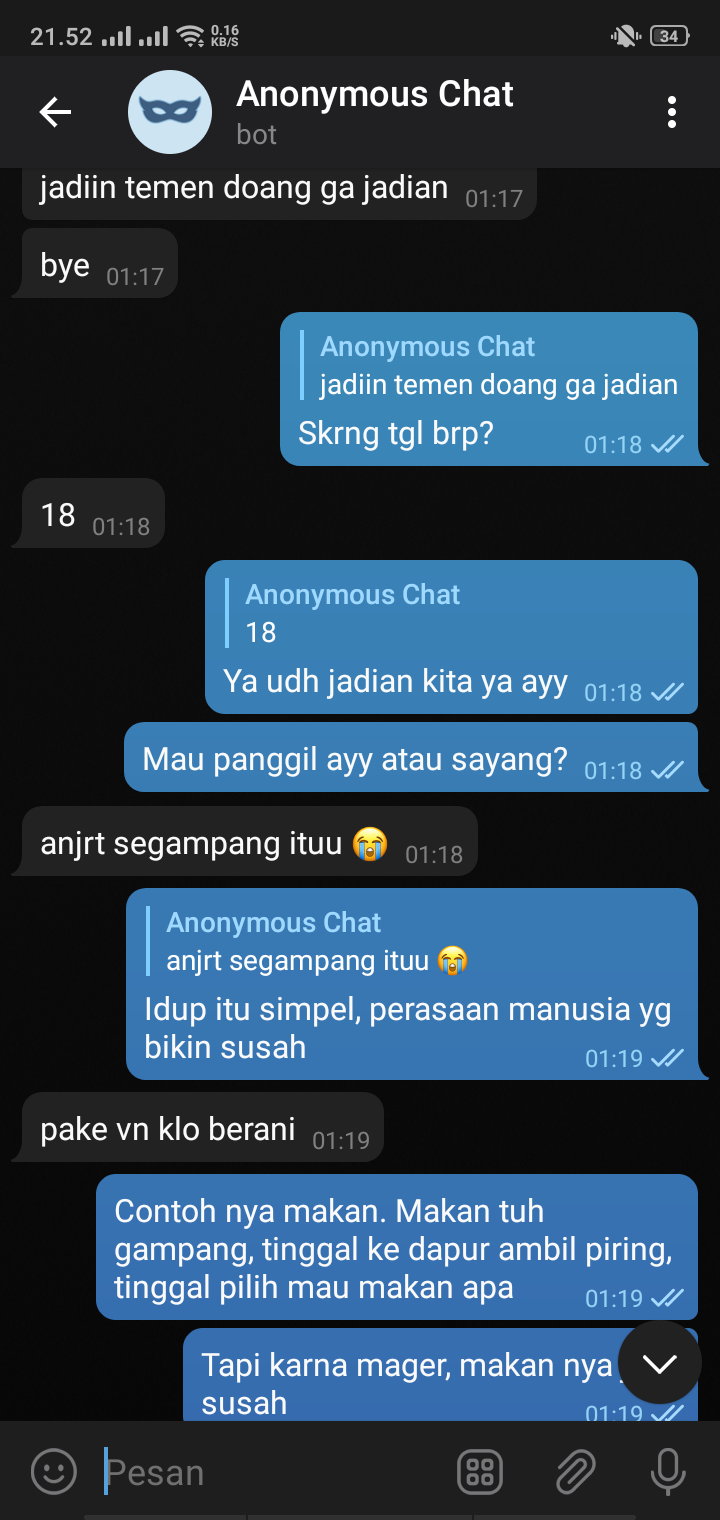 21.52
0.16
KB/S
34
Anonymous Chat
bot
jadiin temen doang ga jadian 01:17
bye 01:17
Anonymous Chat
jadiin temen doang ga jadian
Skrng tgl brp? 01:18
18 01:18
Anonymous Chat
18
Ya udh jadian kita ya ayy 01:18
Mau panggil ayy atau sayang? 01:18
anjrt segampang ituu 😭 01:18
Anonymous Chat
anjrt segampang ituu 😭
Idup itu simpel, perasaan manusia yg
bikin susah 01:19
pake vn klo berani 01:19
Contoh nya makan. Makan tuh
gampang, tinggal ke dapur ambil piring,
tinggal pilih mau makan apa 01:19
Tapi karna mager, makan nya
susah 01:19
Pesan